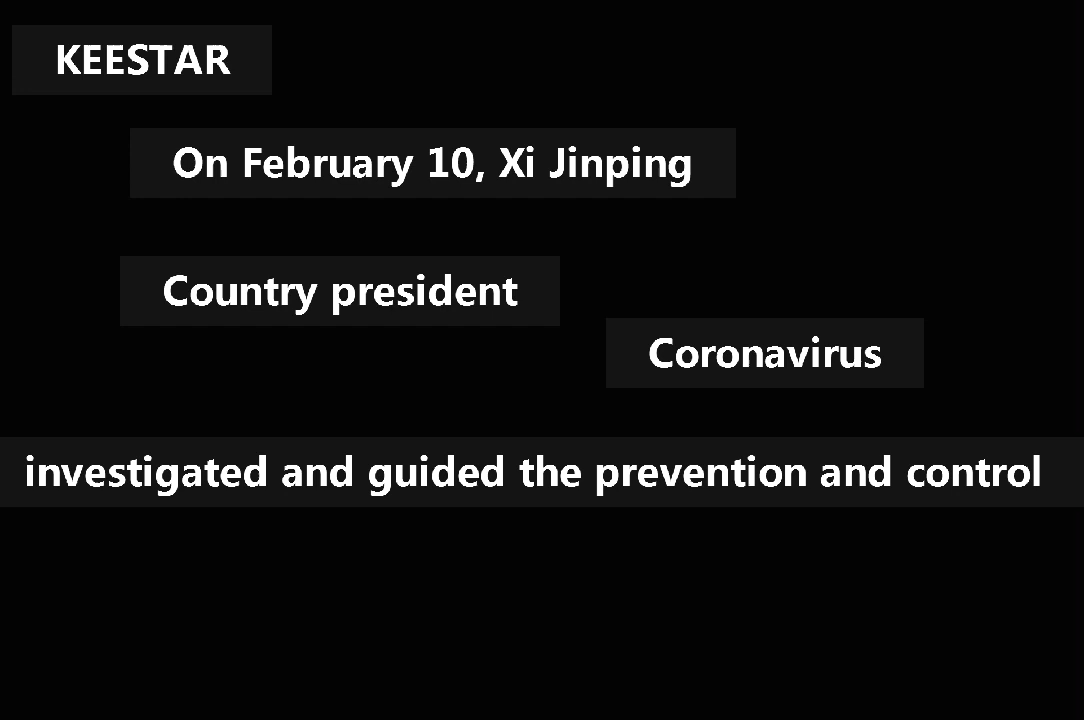 KEESTAR
On February 10, Xi Jinping
Country president
Coronavirus
investigated and guided the prevention and control